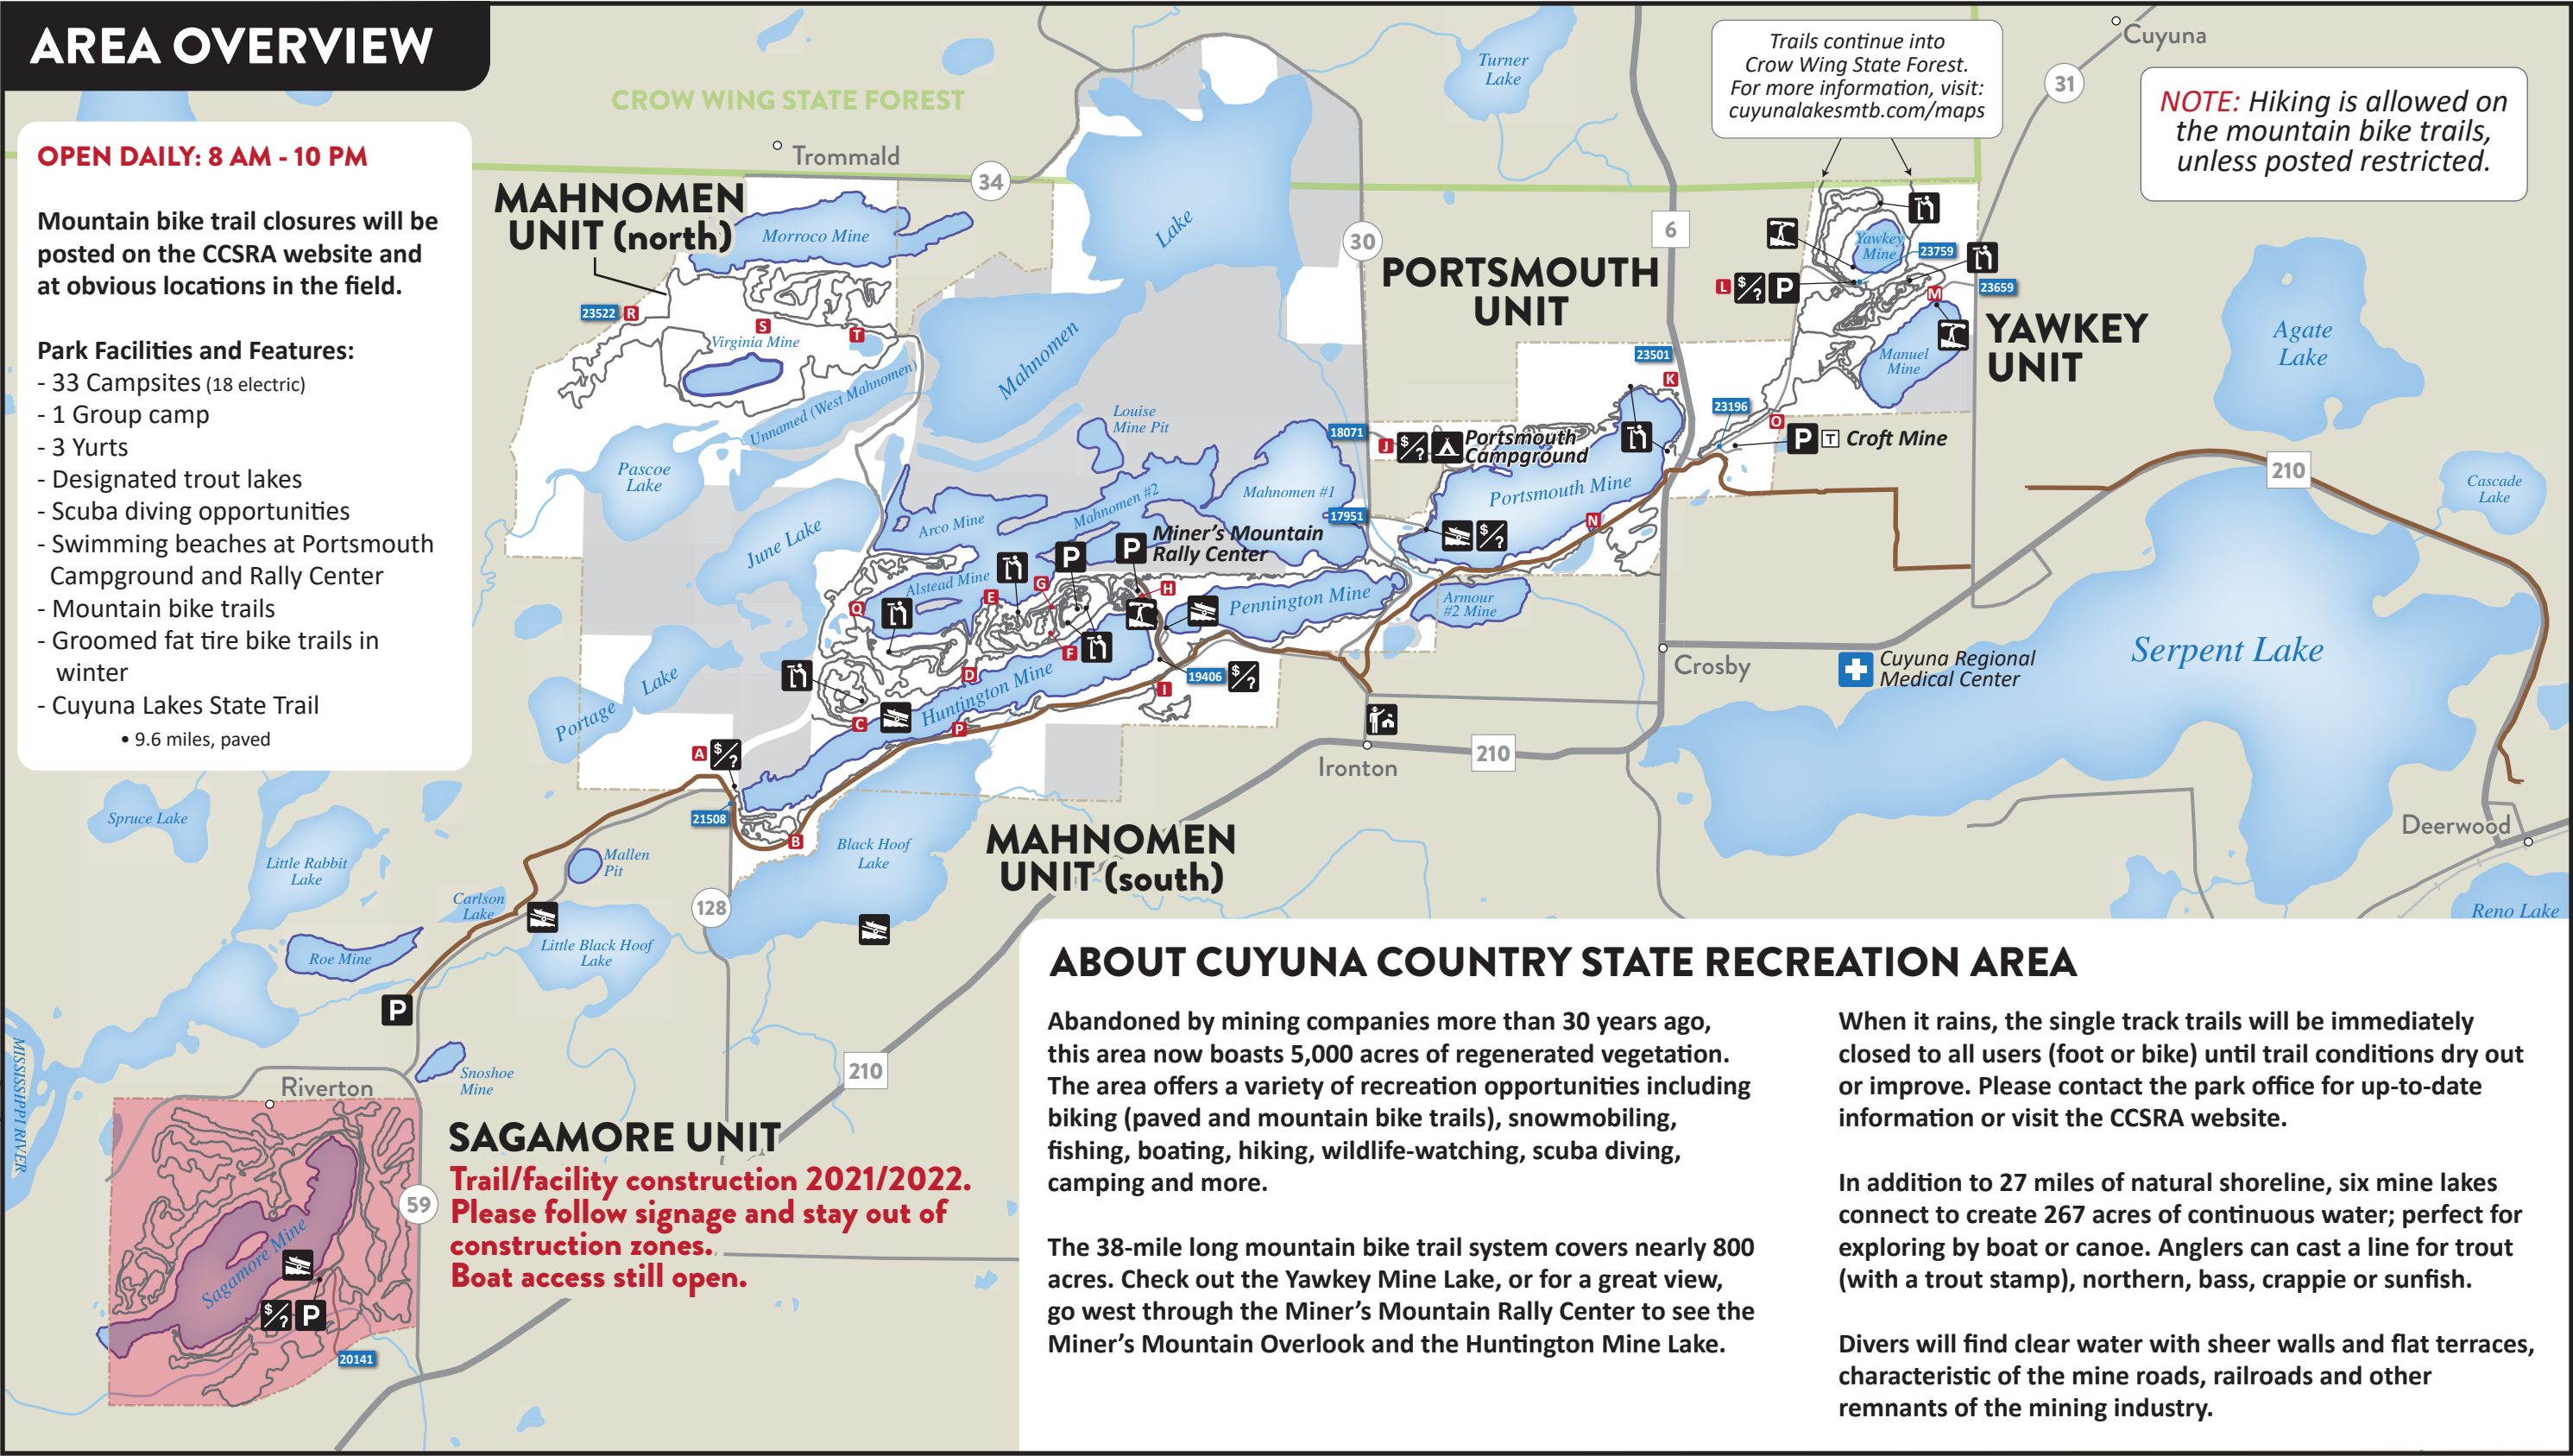 AREA OVERVIEW
OPEN DAILY: 8 AM - 10 PM
Mountain bike trail closures will be
posted on the CCSRA website and
at obvious locations in the field.
Park Facilities and Features:
- 33 Campsites (18 electric)
- 1 Group camp
- 3 Yurts
- Designated trout lakes
- Scuba diving opportunities
- Swimming beaches at Portsmouth
Campground and Rally Center
- Mountain bike trails
- Groomed fat tire bike trails in
winter
- Cuyuna Lakes State Trail
• 9.6 miles, paved
CROW WING STATE FOREST
Trommald
34
MAHNOMEN
UNIT (north)
Morroco Mine
23522
R
S
T
Virginia Mine
Unnamed (West Mahnomen)
Pascoe
Lake
June Lake
Portage
Lake
Mahnomen
Lake
Louise
Mine Pit
Arco Mine
Mahnomen #2
Mahnomen #1
Alstead Mine
Miner's Mountain
Rally Center
P
P
Q
E
G
H
F
D
C
I
P
A
$/?
B
Huntington Mine
Pennington Mine
Armour
#2 Mine
19406
$/?
21508
18071
17951
30
Turner
Lake
6
PORTSMOUTH
UNIT
23501
K
J
$/?
Portsmouth
Campground
Portsmouth Mine
$/?
N
23196
O
P
T
Croft Mine
Trails continue into
Crow Wing State Forest.
For more information, visit:
cuyunalakesmtb.com/maps
Cuyuna
31
NOTE: Hiking is allowed on
the mountain bike trails,
unless posted restricted.
Yawkey
Mine
23759
L
$/?
P
M
23659
Manuel
Mine
YAWKEY
UNIT
Agate
Lake
210
Cascade
Lake
Serpent Lake
Crosby
Cuyuna Regional
Medical Center
Ironton
210
Deerwood
Reno Lake
MAHNOMEN
UNIT (south)
Black Hoof
Lake
128
Spruce Lake
Little Rabbit
Lake
Mallen
Pit
Carlson
Lake
Little Black Hoof
Lake
Roe Mine
P
Snoshoe
Mine
210
MISSISSIPPI RIVER
Riverton
SAGAMORE UNIT
Trail/facility construction 2021/2022.
Please follow signage and stay out of
construction zones.
Boat access still open.
59
Sagamore Mine
$/?
P
20141
ABOUT CUYUNA COUNTRY STATE RECREATION AREA
Abandoned by mining companies more than 30 years ago,
this area now boasts 5,000 acres of regenerated vegetation.
The area offers a variety of recreation opportunities including
biking (paved and mountain bike trails), snowmobiling,
fishing, boating, hiking, wildlife-watching, scuba diving,
camping and more.
The 38-mile long mountain bike trail system covers nearly 800
acres. Check out the Yawkey Mine Lake, or for a great view,
go west through the Miner's Mountain Rally Center to see the
Miner's Mountain Overlook and the Huntington Mine Lake.
When it rains, the single track trails will be immediately
closed to all users (foot or bike) until trail conditions dry out
or improve. Please contact the park office for up-to-date
information or visit the CCSRA website.
In addition to 27 miles of natural shoreline, six mine lakes
connect to create 267 acres of continuous water; perfect for
exploring by boat or canoe. Anglers can cast a line for trout
(with a trout stamp), northern, bass, crappie or sunfish.
Divers will find clear water with sheer walls and flat terraces,
characteristic of the mine roads, railroads and other
remnants of the mining industry.